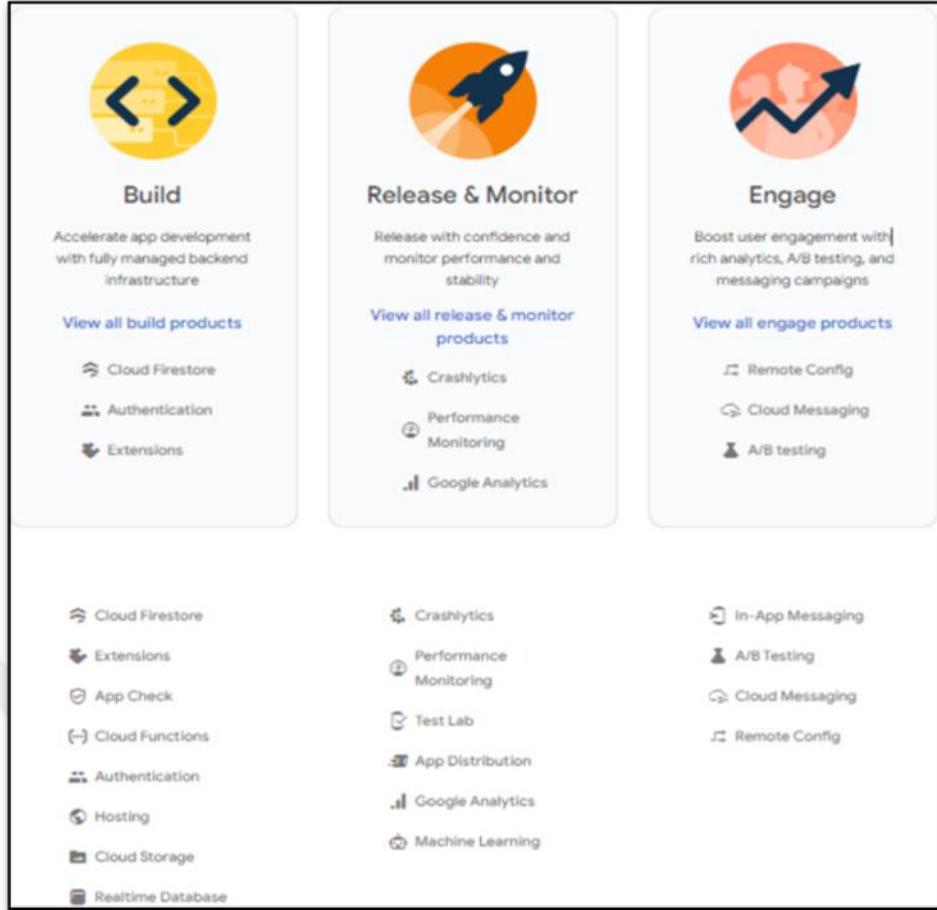 Build
Accelerate app development
with fully managed backend
infrastructure
View all build products
Cloud Firestore
Authentication
Extensions
Release & Monitor
Release with confidence and
monitor performance and
stability
View all release & monitor
products
Crashlytics
Performance
Monitoring
Google Analytics
Engage
Boost user engagement with
rich analytics, A/B testing, and
messaging campaigns
View all engage products
Remote Config
Cloud Messaging
A/B testing
Cloud Firestore
Extensions
App Check
Cloud Functions
Authentication
Hosting
Cloud Storage
Realtime Database
Crashlytics
Performance
Monitoring
Test Lab
App Distribution
Google Analytics
Machine Learning
In-App Messaging
A/B Testing
Cloud Messaging
Remote Config